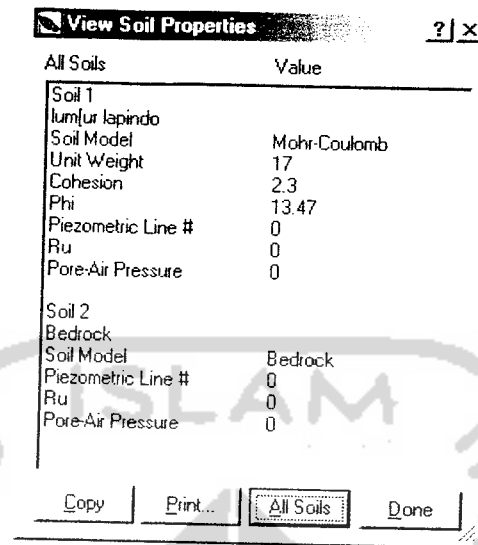 View Soil Properties ? ×
All Soils Value
Soil 1
lum[ur lapindo
Soil Model Mohr-Coulomb
Unit Weight 17
Cohesion 2.3
Phi 13.47
Piezometric Line # 0
Ru 0
Pore-Air Pressure 0
Soil 2
Bedrock
Soil Model Bedrock
Piezometric Line # 0
Ru 0
Pore-Air Pressure 0
ISLAM
Copy Print... All Soils Done